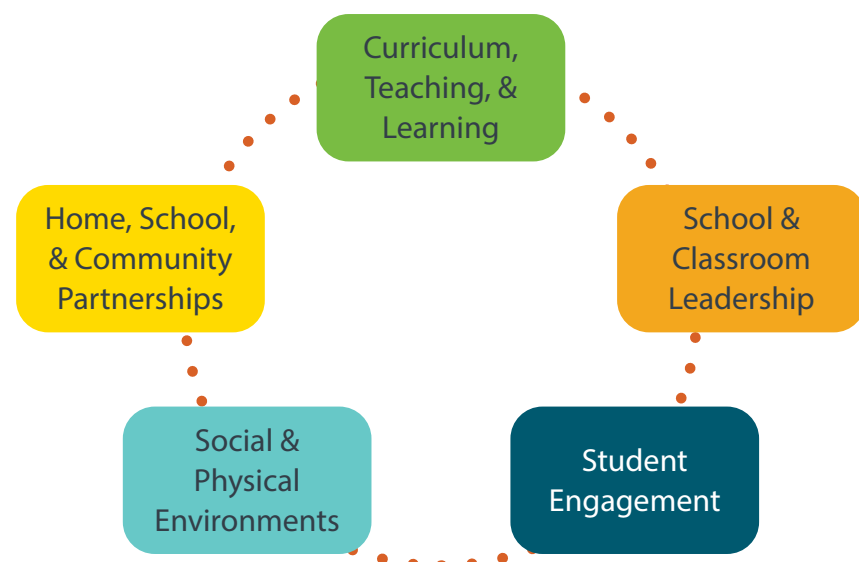 Curriculum,
Teaching, &
Learning
Home, School,
& Community
Partnerships
School &
Classroom
Leadership
Social &
Physical
Environments
Student
Engagement